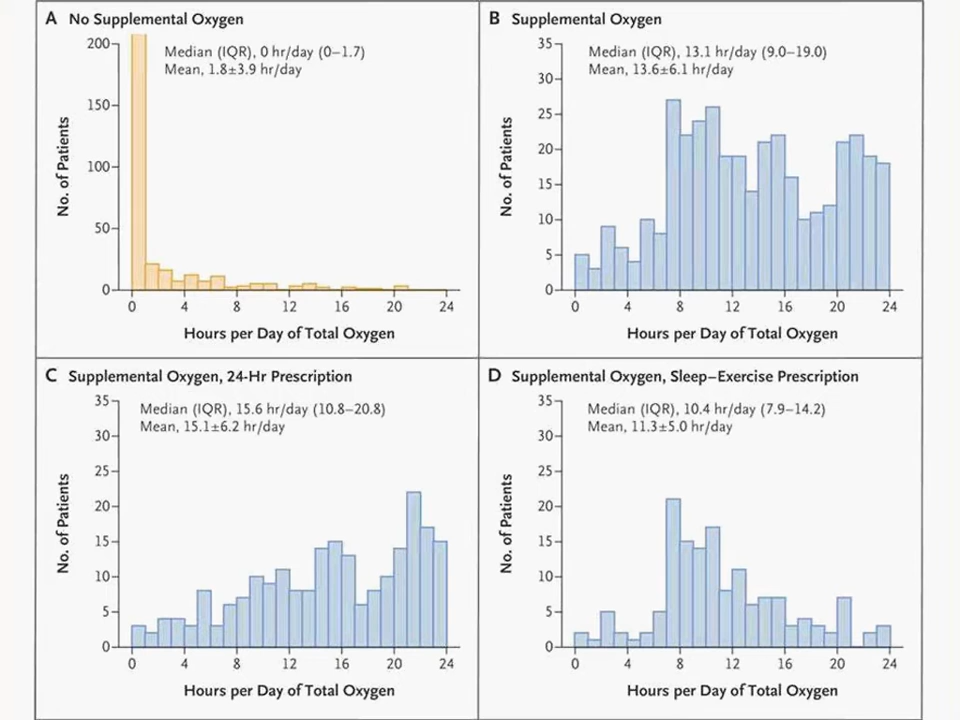 A No Supplemental Oxygen
Median (IQR), 0 hr/day (0–1.7)
Mean, 1.8±3.9 hr/day
No. of Patients
200
150
100
50
0
0 4 8 12 16 20 24
Hours per Day of Total Oxygen
B Supplemental Oxygen
Median (IQR), 13.1 hr/day (9.0–19.0)
Mean, 13.6±6.1 hr/day
No. of Patients
35
30
25
20
15
10
5
0
0 4 8 12 16 20 24
Hours per Day of Total Oxygen
C Supplemental Oxygen, 24-Hr Prescription
Median (IQR), 15.6 hr/day (10.8–20.8)
Mean, 15.1±6.2 hr/day
No. of Patients
35
30
25
20
15
10
5
0
0 4 8 12 16 20 24
Hours per Day of Total Oxygen
D Supplemental Oxygen, Sleep–Exercise Prescription
Median (IQR), 10.4 hr/day (7.9–14.2)
Mean, 11.3±5.0 hr/day
No. of Patients
35
30
25
20
15
10
5
0
0 4 8 12 16 20 24
Hours per Day of Total Oxygen